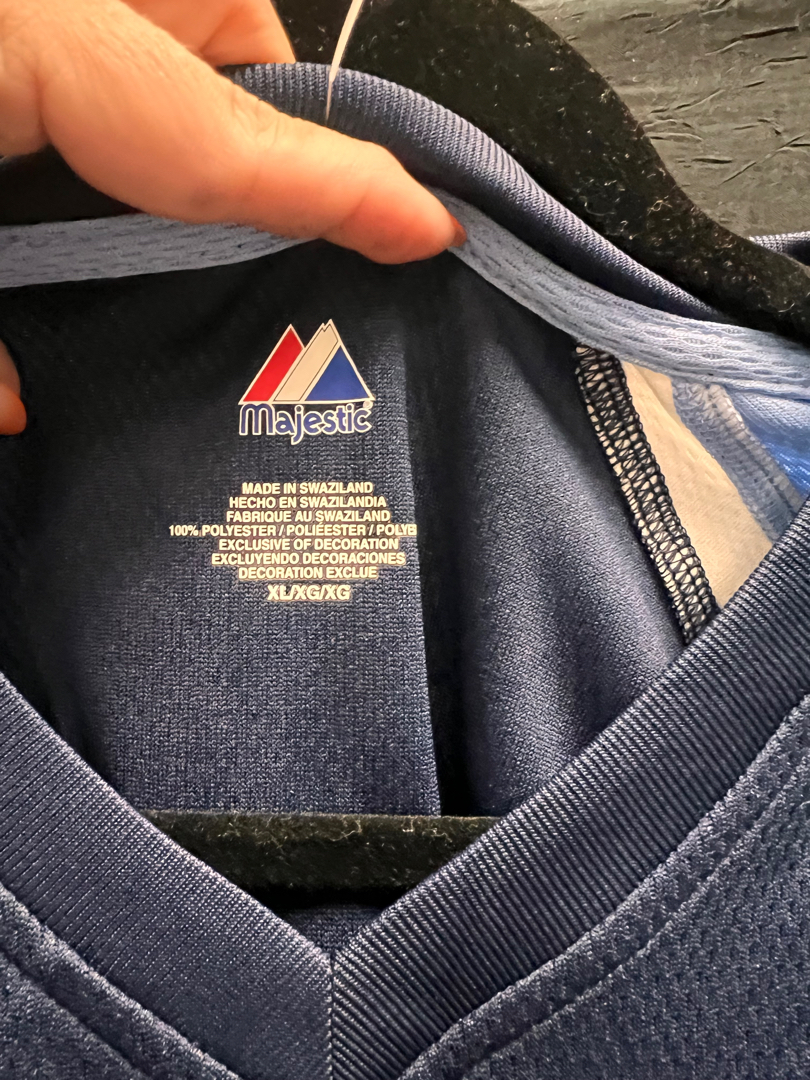 Majestic®
MADE IN SWAZILAND
HECHO EN SWAZILANDIA
FABRIQUE AU SWAZILAND
100% POLYESTER / POLIÉESTER / POLYE
EXCLUSIVE OF DECORATION
EXCLUYENDO DECORACIONES
DECORATION EXCLUE
XL/XG/XG